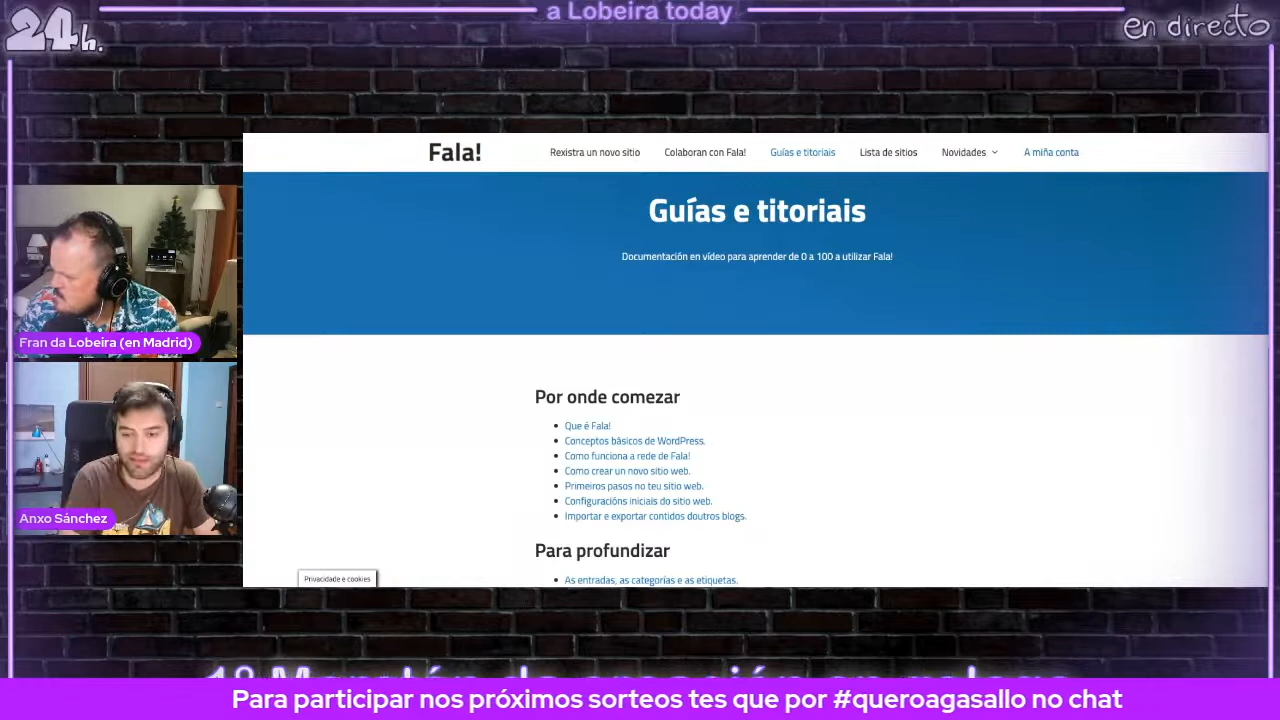 24h.
a Lobeira today
en directo
Fala!
Rexistra un novo sitio
Colaboran con Fala!
Guías e titoriais
Lista de sitios
Novidades
A miña conta
Guías e titoriais
Documentación en vídeo para aprender de 0 a 100 a utilizar Fala!
Fran da Lobeira (en Madrid)
Anxo Sánchez
Por onde comezar
Que é Fala!
Conceptos básicos de WordPress.
Como funciona a rede de Fala!
Como crear un novo sitio web.
Primeiros pasos no teu sitio web.
Configuracións iniciais do sitio web.
Importar e exportar contidos doutros blogs.
Para profundizar
As entradas, as categorías e as etiquetas.
Privacidade e cookies
Para participar nos próximos sorteos tes que por #queroagasallo no chat